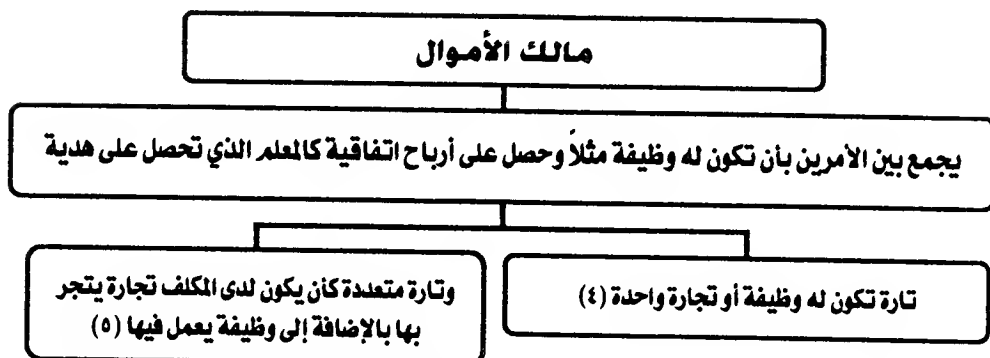 مالك الأموال
يجمع بين الأمرين بأن تكون له وظيفة مثلاً وحصل على أرباح اتفاقية كالمعلم الذي تحصل على هدية
تارة تكون له وظيفة أو تجارة واحدة (٤)
وتارة متعددة كأن يكون لدى المكلف تجارة يتجر
بها بالإضافة إلى وظيفة يعمل فيها (٥)